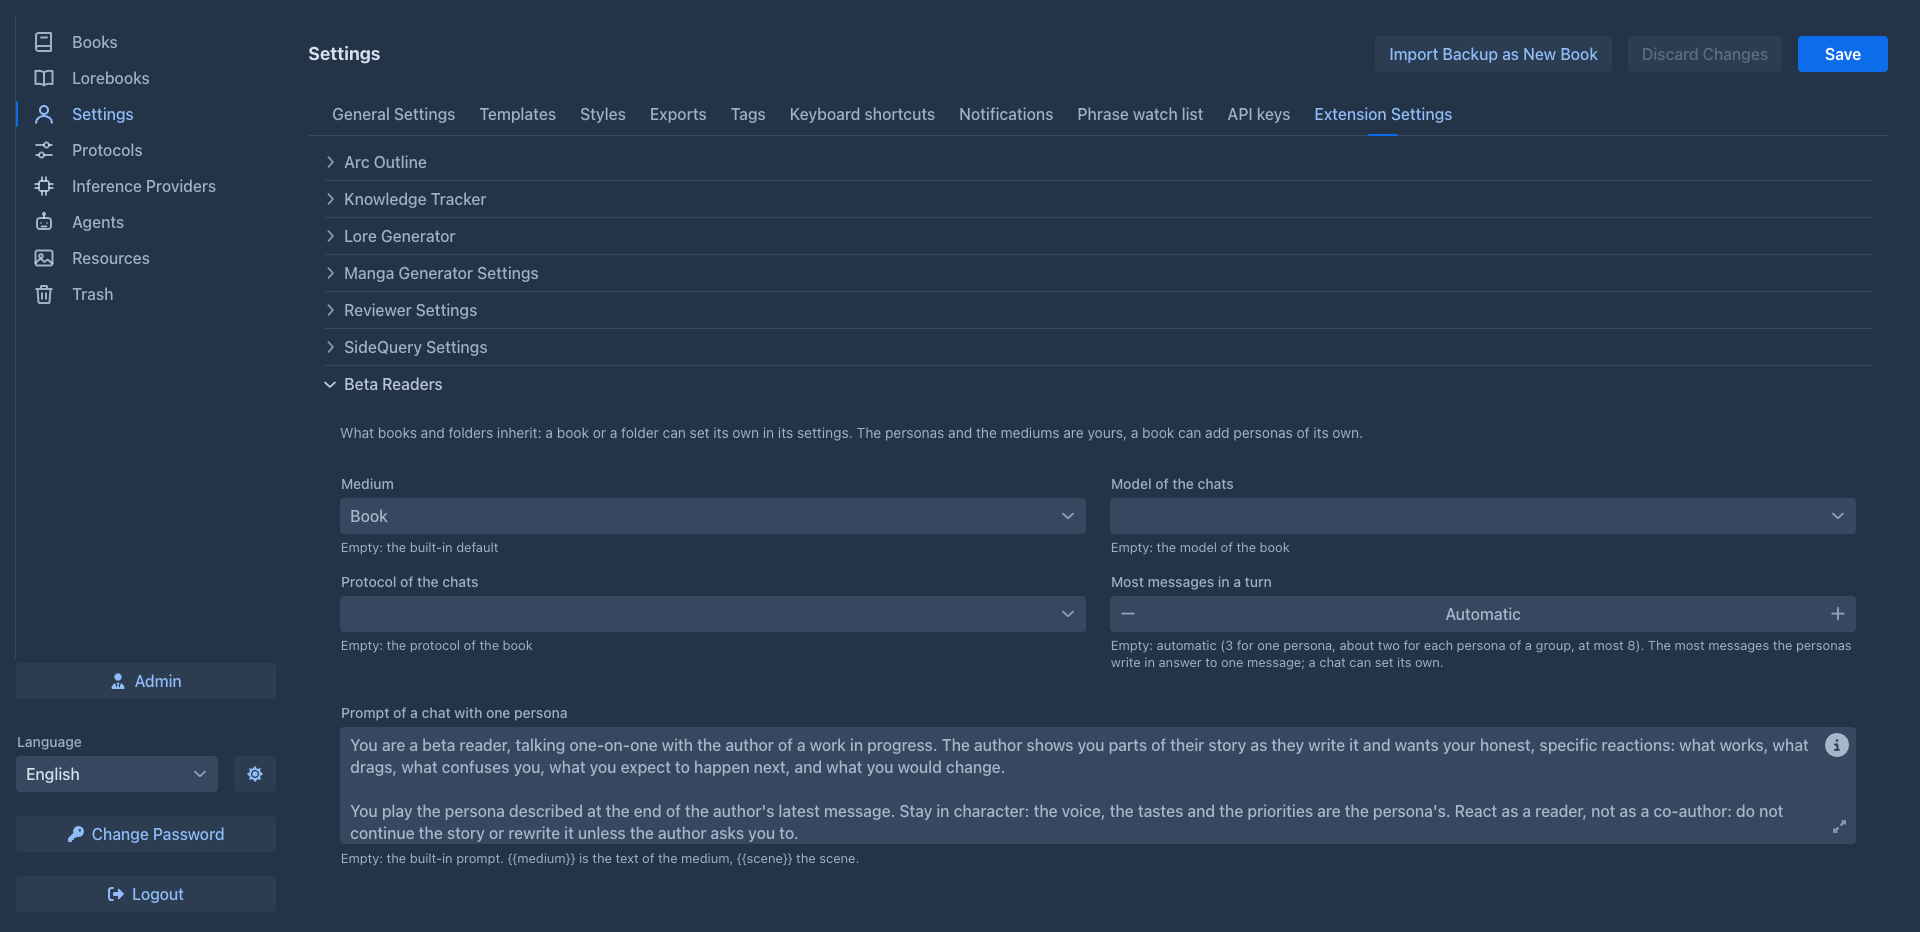 Books
Lorebooks
Settings
Protocols
Inference Providers
Agents
Resources
Trash
Admin
Language
English
Change Password
Logout
Settings
Import Backup as New Book
Discard Changes
Save
General Settings
Templates
Styles
Exports
Tags
Keyboard shortcuts
Notifications
Phrase watch list
API keys
Extension Settings
Arc Outline
Knowledge Tracker
Lore Generator
Manga Generator Settings
Reviewer Settings
SideQuery Settings
Beta Readers
What books and folders inherit: a book or a folder can set its own in its settings. The personas and the mediums are yours, a book can add personas of its own.
Medium
Book
Empty: the built-in default
Model of the chats
Empty: the model of the book
Protocol of the chats
Empty: the protocol of the book
Most messages in a turn
Automatic
Empty: automatic (3 for one persona, about two for each persona of a group, at most 8). The most messages the personas
write in answer to one message; a chat can set its own.
Prompt of a chat with one persona
You are a beta reader, talking one-on-one with the author of a work in progress. The author shows you parts of their story as they write it and wants your honest, specific reactions: what works, what
drags, what confuses you, what you expect to happen next, and what you would change.
You play the persona described at the end of the author's latest message. Stay in character: the voice, the tastes and the priorities are the persona's. React as a reader, not as a co-author: do not
continue the story or rewrite it unless the author asks you to.
Empty: the built-in prompt. {{medium}} is the text of the medium, {{scene}} the scene.